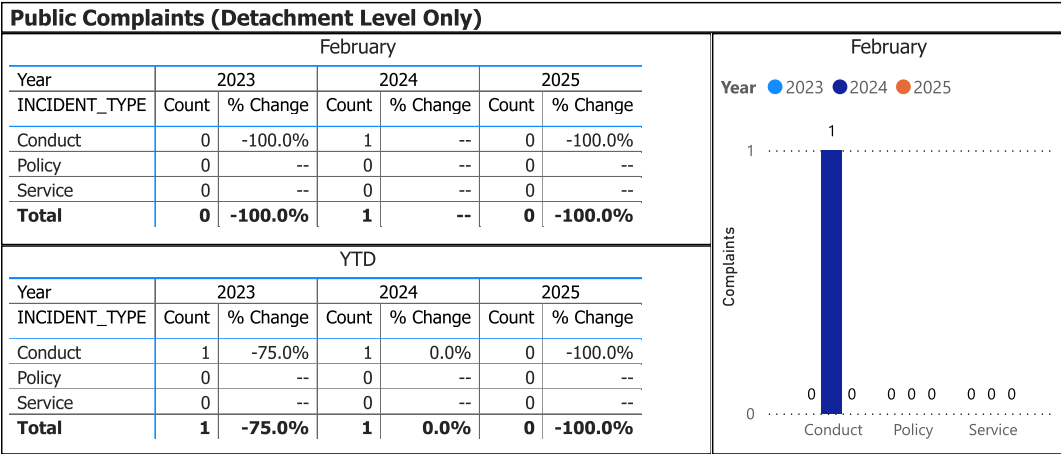 Public Complaints (Detachment Level Only)
February
Year 2023 2024 2025
INCIDENT_TYPE Count % Change Count % Change Count % Change
Conduct 0 -100.0% 1 -- 0 -100.0%
Policy 0 -- 0 -- 0 --
Service 0 -- 0 -- 0 --
Total 0 -100.0% 1 -- 0 -100.0%
YTD
Year 2023 2024 2025
INCIDENT_TYPE Count % Change Count % Change Count % Change
Conduct 1 -75.0% 1 0.0% 0 -100.0%
Policy 0 -- 0 -- 0 --
Service 0 -- 0 -- 0 --
Total 1 -75.0% 1 0.0% 0 -100.0%
February
Year 2023 2024 2025
1
1
Complaints
0 0 0 0 0 0 0 0
0
Conduct Policy Service